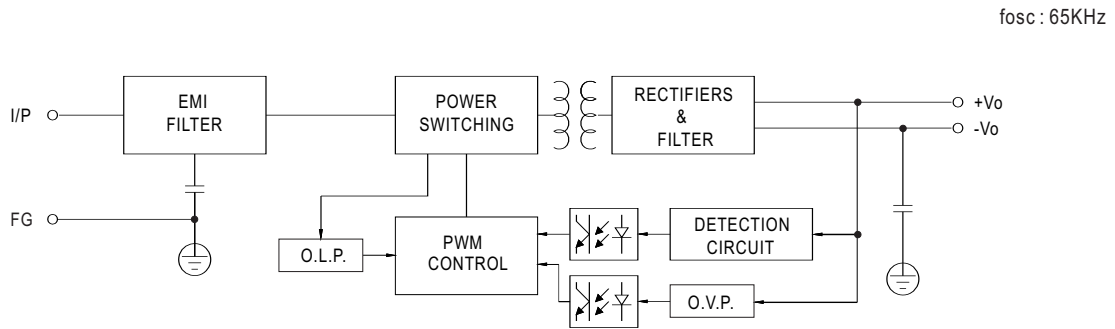 fosc : 65KHz
I/P
EMI
FILTER
POWER
SWITCHING
RECTIFIERS
&
FILTER
+Vo
-Vo
FG
O.L.P.
PWM
CONTROL
DETECTION
CIRCUIT
O.V.P.